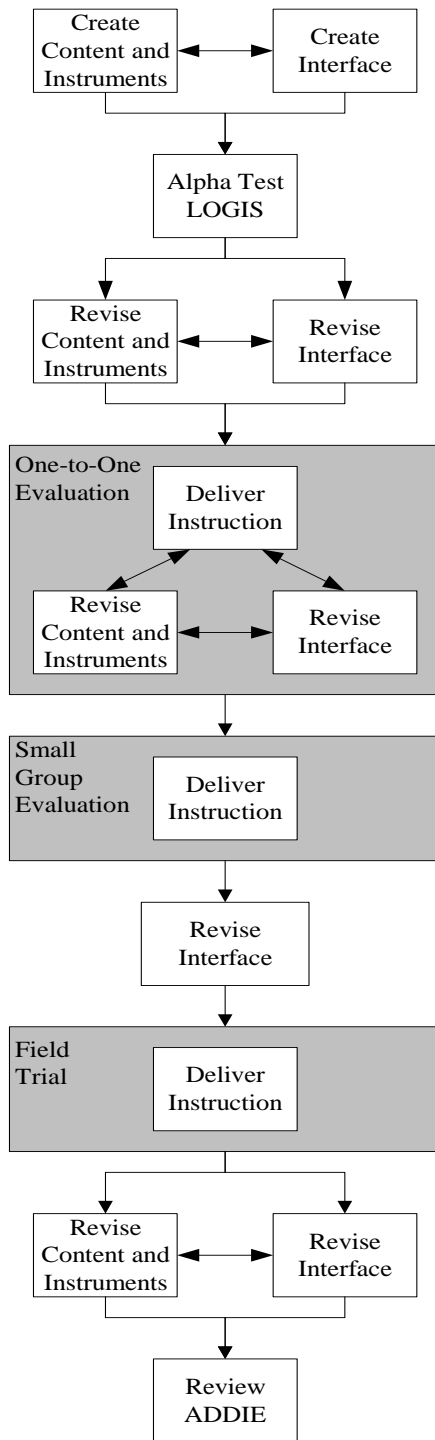 Create
Content and
Instruments
Create
Interface
Alpha Test
LOGIS
Revise
Content and
Instruments
Revise
Interface
One-to-One
Evaluation
Deliver
Instruction
Revise
Content and
Instruments
Revise
Interface
Small
Group
Evaluation
Deliver
Instruction
Revise
Interface
Field
Trial
Deliver
Instruction
Revise
Content and
Instruments
Revise
Interface
Review
ADDIE